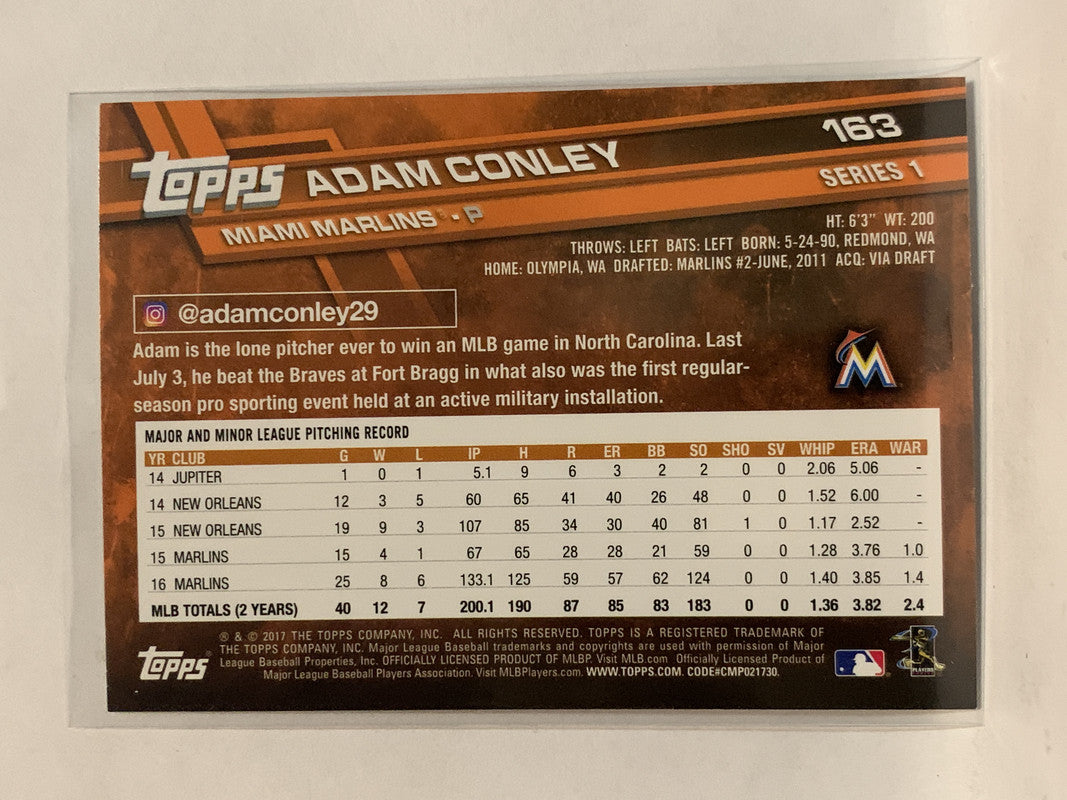 163
TOPPS ADAM CONLEY
SERIES 1
MIAMI MARLINS - P
HT: 6'3" WT: 200
THROWS: LEFT BATS: LEFT BORN: 5-24-90, REDMOND, WA
HOME: OLYMPIA, WA DRAFTED: MARLINS #2-JUNE, 2011 ACQ: VIA DRAFT
@adamconley29
Adam is the lone pitcher ever to win an MLB game in North Carolina. Last
July 3, he beat the Braves at Fort Bragg in what also was the first regular-
season pro sporting event held at an active military installation.
M
MAJOR AND MINOR LEAGUE PITCHING RECORD
YR CLUB G W L IP H R ER BB SO SHO SV WHIP ERA WAR
14 JUPITER 1 0 1 5.1 9 6 3 2 2 0 0 2.06 5.06 -
14 NEW ORLEANS 12 3 5 60 65 41 40 26 48 0 0 1.52 6.00 -
15 NEW ORLEANS 19 9 3 107 85 34 30 40 81 1 0 1.17 2.52 -
15 MARLINS 15 4 1 67 65 28 28 21 59 0 0 1.28 3.76 1.0
16 MARLINS 25 8 6 133.1 125 59 57 62 124 0 0 1.40 3.85 1.4
MLB TOTALS (2 YEARS) 40 12 7 200.1 190 87 85 83 183 0 0 1.36 3.82 2.4
® & © 2017 THE TOPPS COMPANY, INC. ALL RIGHTS RESERVED. TOPPS IS A REGISTERED TRADEMARK OF
THE TOPPS COMPANY, INC. Major League Baseball trademarks and copyrights are used with permission of Major
League Baseball Properties, Inc. OFFICIALLY LICENSED PRODUCT OF MLBP. Visit MLB.com Officially Licensed Product of
Major League Baseball Players Association. Visit MLBPlayers.com. WWW.TOPPS.COM. CODE#CMP021730.
TOPPS®
PLAYERS